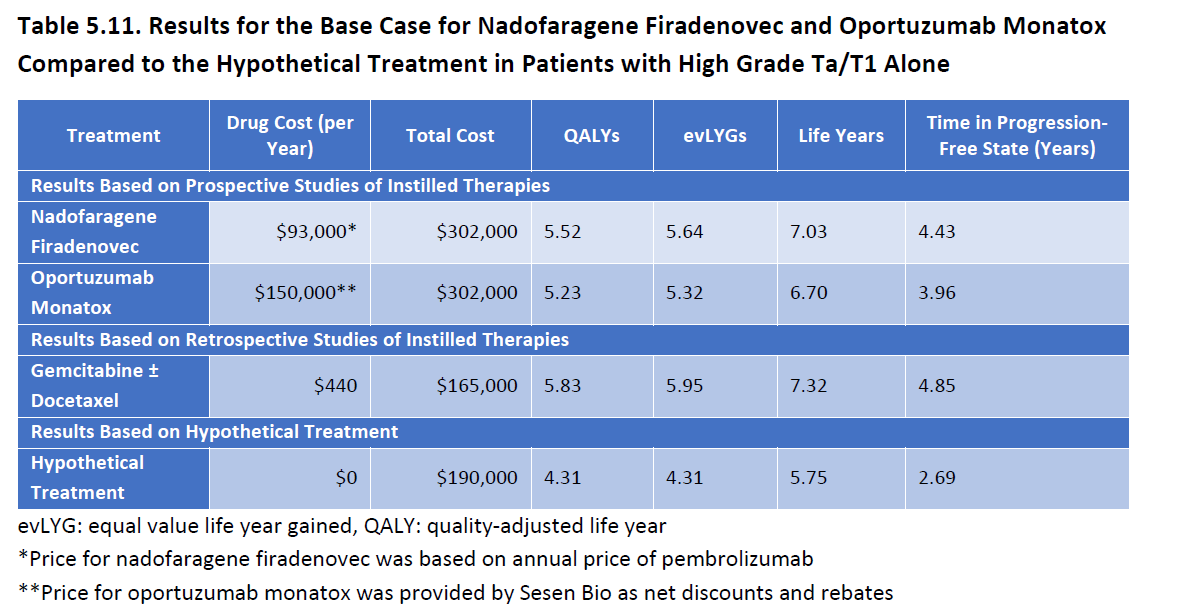 Table 5.11. Results for the Base Case for Nadofaragene Firadenovec and Oportuzumab Monatox
Compared to the Hypothetical Treatment in Patients with High Grade Ta/T1 Alone
Treatment Drug Cost (per Year) Total Cost QALYs evLYGs Life Years Time in Progression-Free State (Years)
Results Based on Prospective Studies of Instilled Therapies
Nadofaragene Firadenovec $93,000* $302,000 5.52 5.64 7.03 4.43
Oportuzumab Monatox $150,000** $302,000 5.23 5.32 6.70 3.96
Results Based on Retrospective Studies of Instilled Therapies
Gemcitabine ± Docetaxel $440 $165,000 5.83 5.95 7.32 4.85
Results Based on Hypothetical Treatment
Hypothetical Treatment $0 $190,000 4.31 4.31 5.75 2.69
evLYG: equal value life year gained, QALY: quality-adjusted life year
*Price for nadofaragene firadenovec was based on annual price of pembrolizumab
**Price for oportuzumab monatox was provided by Sesen Bio as net discounts and rebates